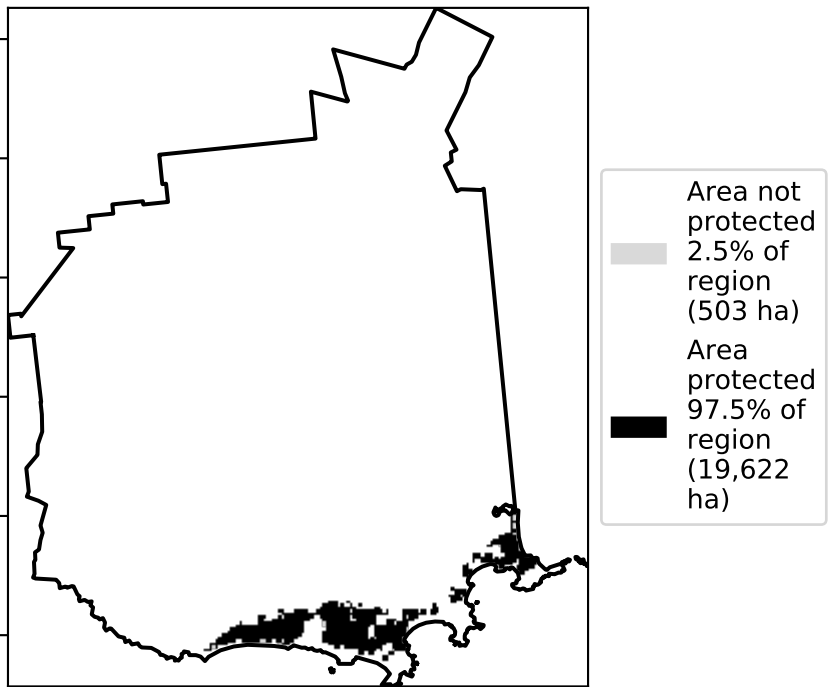 Area not
protected
2.5% of
region
(503 ha)
Area
protected
97.5% of
region
(19,622
ha)